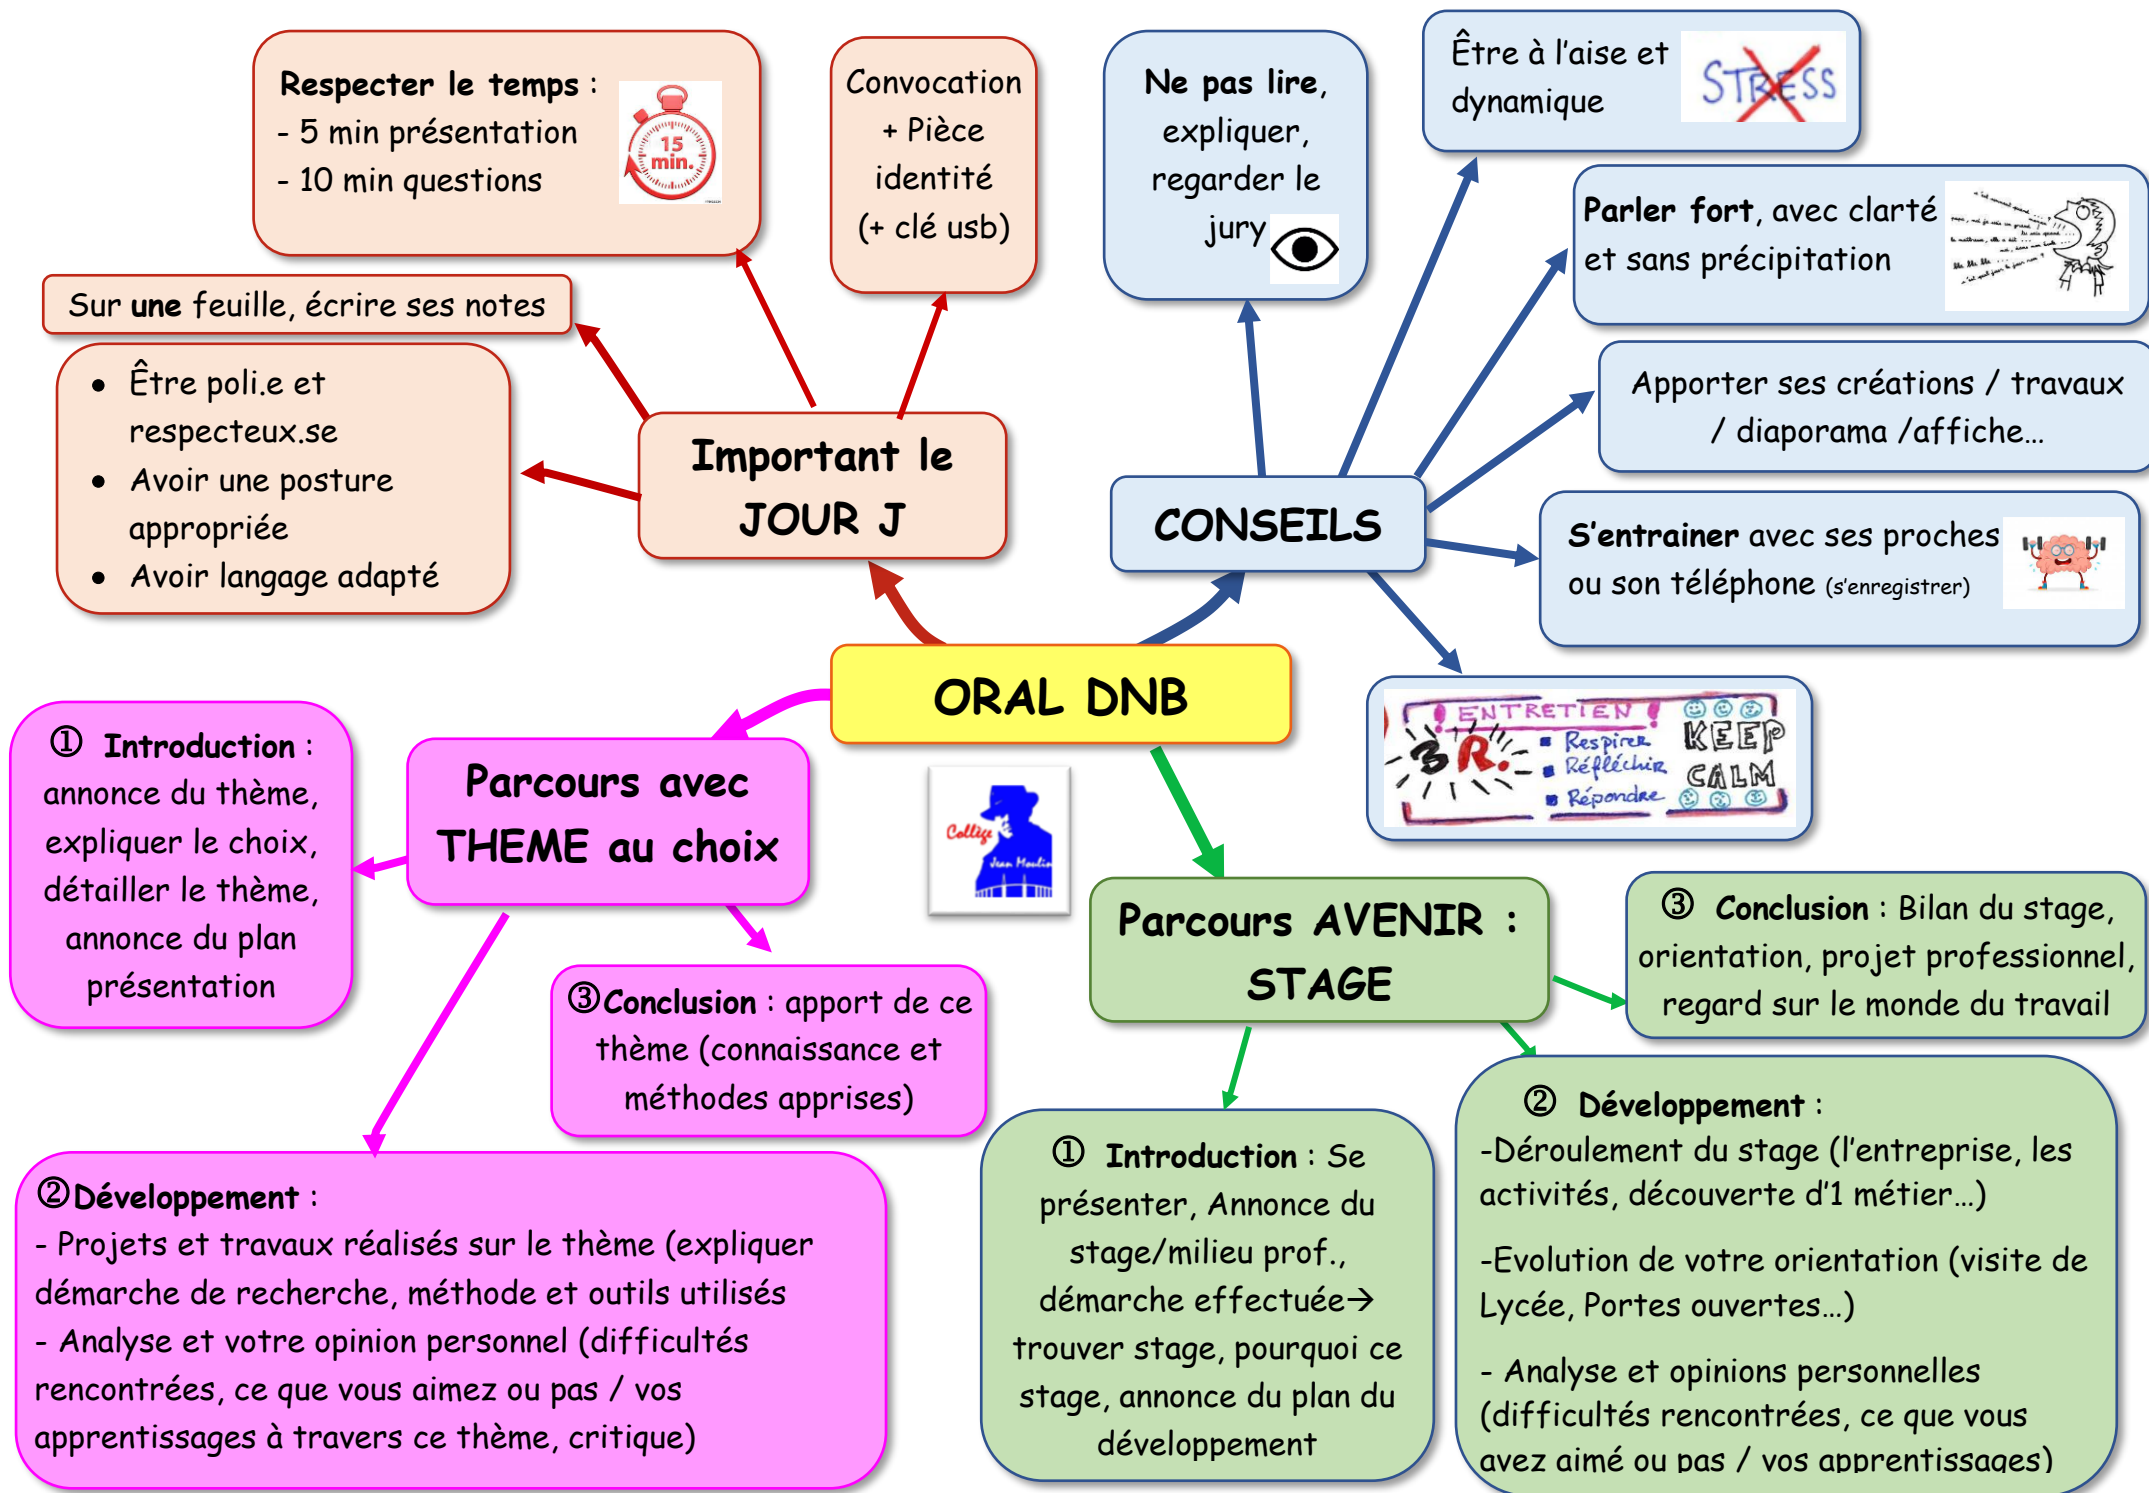 Respecter le temps :
- 5 min présentation
- 10 min questions
15
min.
Convocation
+ Pièce
identité
(+ clé usb)
Sur une feuille, écrire ses notes
• Être poli.e et
respecteux.se
• Avoir une posture
appropriée
• Avoir langage adapté
Important le
JOUR J
Ne pas lire,
expliquer,
regarder le
jury
Être à l'aise et
dynamique
STRESS
Parler fort, avec clarté
et sans précipitation
Apporter ses créations / travaux
/ diaporama /affiche…
S'entrainer avec ses proches
ou son téléphone (s'enregistrer)
CONSEILS
! ENTRETIEN !
3R.
▪ Respirer
▪ Réfléchir
▪ Répondre
KEEP
CALM
ORAL DNB
Collège
Jean Moulin
Parcours avec
THEME au choix
① Introduction :
annonce du thème,
expliquer le choix,
détailler le thème,
annonce du plan
présentation
③Conclusion : apport de ce
thème (connaissance et
méthodes apprises)
②Développement :
- Projets et travaux réalisés sur le thème (expliquer
démarche de recherche, méthode et outils utilisés
- Analyse et votre opinion personnel (difficultés
rencontrées, ce que vous aimez ou pas / vos
apprentissages à travers ce thème, critique)
Parcours AVENIR :
STAGE
① Introduction : Se
présenter, Annonce du
stage/milieu prof.,
démarche effectuée→
trouver stage, pourquoi ce
stage, annonce du plan du
développement
③ Conclusion : Bilan du stage,
orientation, projet professionnel,
regard sur le monde du travail
② Développement :
-Déroulement du stage (l'entreprise, les
activités, découverte d'1 métier…)
-Evolution de votre orientation (visite de
Lycée, Portes ouvertes…)
- Analyse et opinions personnelles
(difficultés rencontrées, ce que vous
avez aimé ou pas / vos apprentissages)